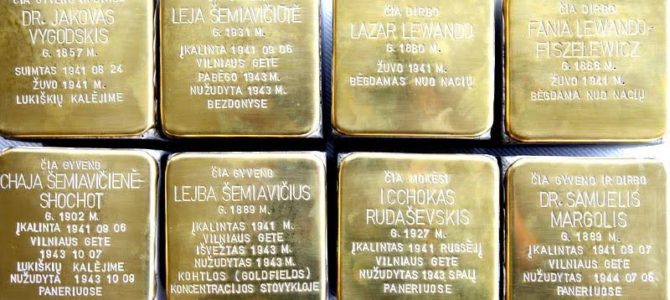 DR. JAKOVAS
VYGODSKIS
G. 1857 M.
SUIMTAS 1941 08 24
ŽUVO 1941 M.
LUKIŠKIŲ KALĖJIME
LEJA ŠEMIAVIČIŪTĖ
G. 1931 M.
ĮKALINTA 1941 09 06
VILNIAUS GETE
PABĖGO 1943 M.
NUŽUDYTA 1943 M.
BEZDONYSE
ČIA DIRBO
LAZAR LEWANDO
G. 1880 M.
ŽUVO 1941 M.
BĖGDAMAS NUO NACIŲ
ČIA DIRBO
FANIA LEWANDO-
FISZELEWICZ
G. 1888 M.
ŽUVO 1941 M.
BĖGDAMA NUO NACIŲ
ČIA GYVENO
CHAJA ŠEMIAVIČIENĖ-
SHOCHOT
G. 1902 M.
ĮKALINTA 1941 09 06
VILNIAUS GETE
1943 10 07
LUKIŠKIŲ KALĖJIME
NUŽUDYTA 1943 10 09
PANERIUOSE
ČIA GYVENO
LEJBA ŠEMIAVIČIUS
G. 1889 M.
ĮKALINTAS 1941 M.
VILNIAUS GETE
IŠVEŽTAS 1943 M.
NUŽUDYTAS 1943 M.
KOHTLOS (GOLDFIELDS)
KONCENTRACIJOS STOVYKLOJE
ČIA MOKĖSI
ICCHOKAS
RUDAŠEVSKIS
G. 1927 M.
ĮKALINTAS 1941 RUGSĖJĮ
VILNIAUS GETE
NUŽUDYTAS 1943 SPALĮ
PANERIUOSE
ČIA GYVENO IR DIRBO
DR. SAMUELIS
MARGOLIS
G. 1889 M.
ĮKALINTAS 1941 09 07
VILNIAUS GETE
NUŽUDYTAS 1944 07 06
PANERIUOSE